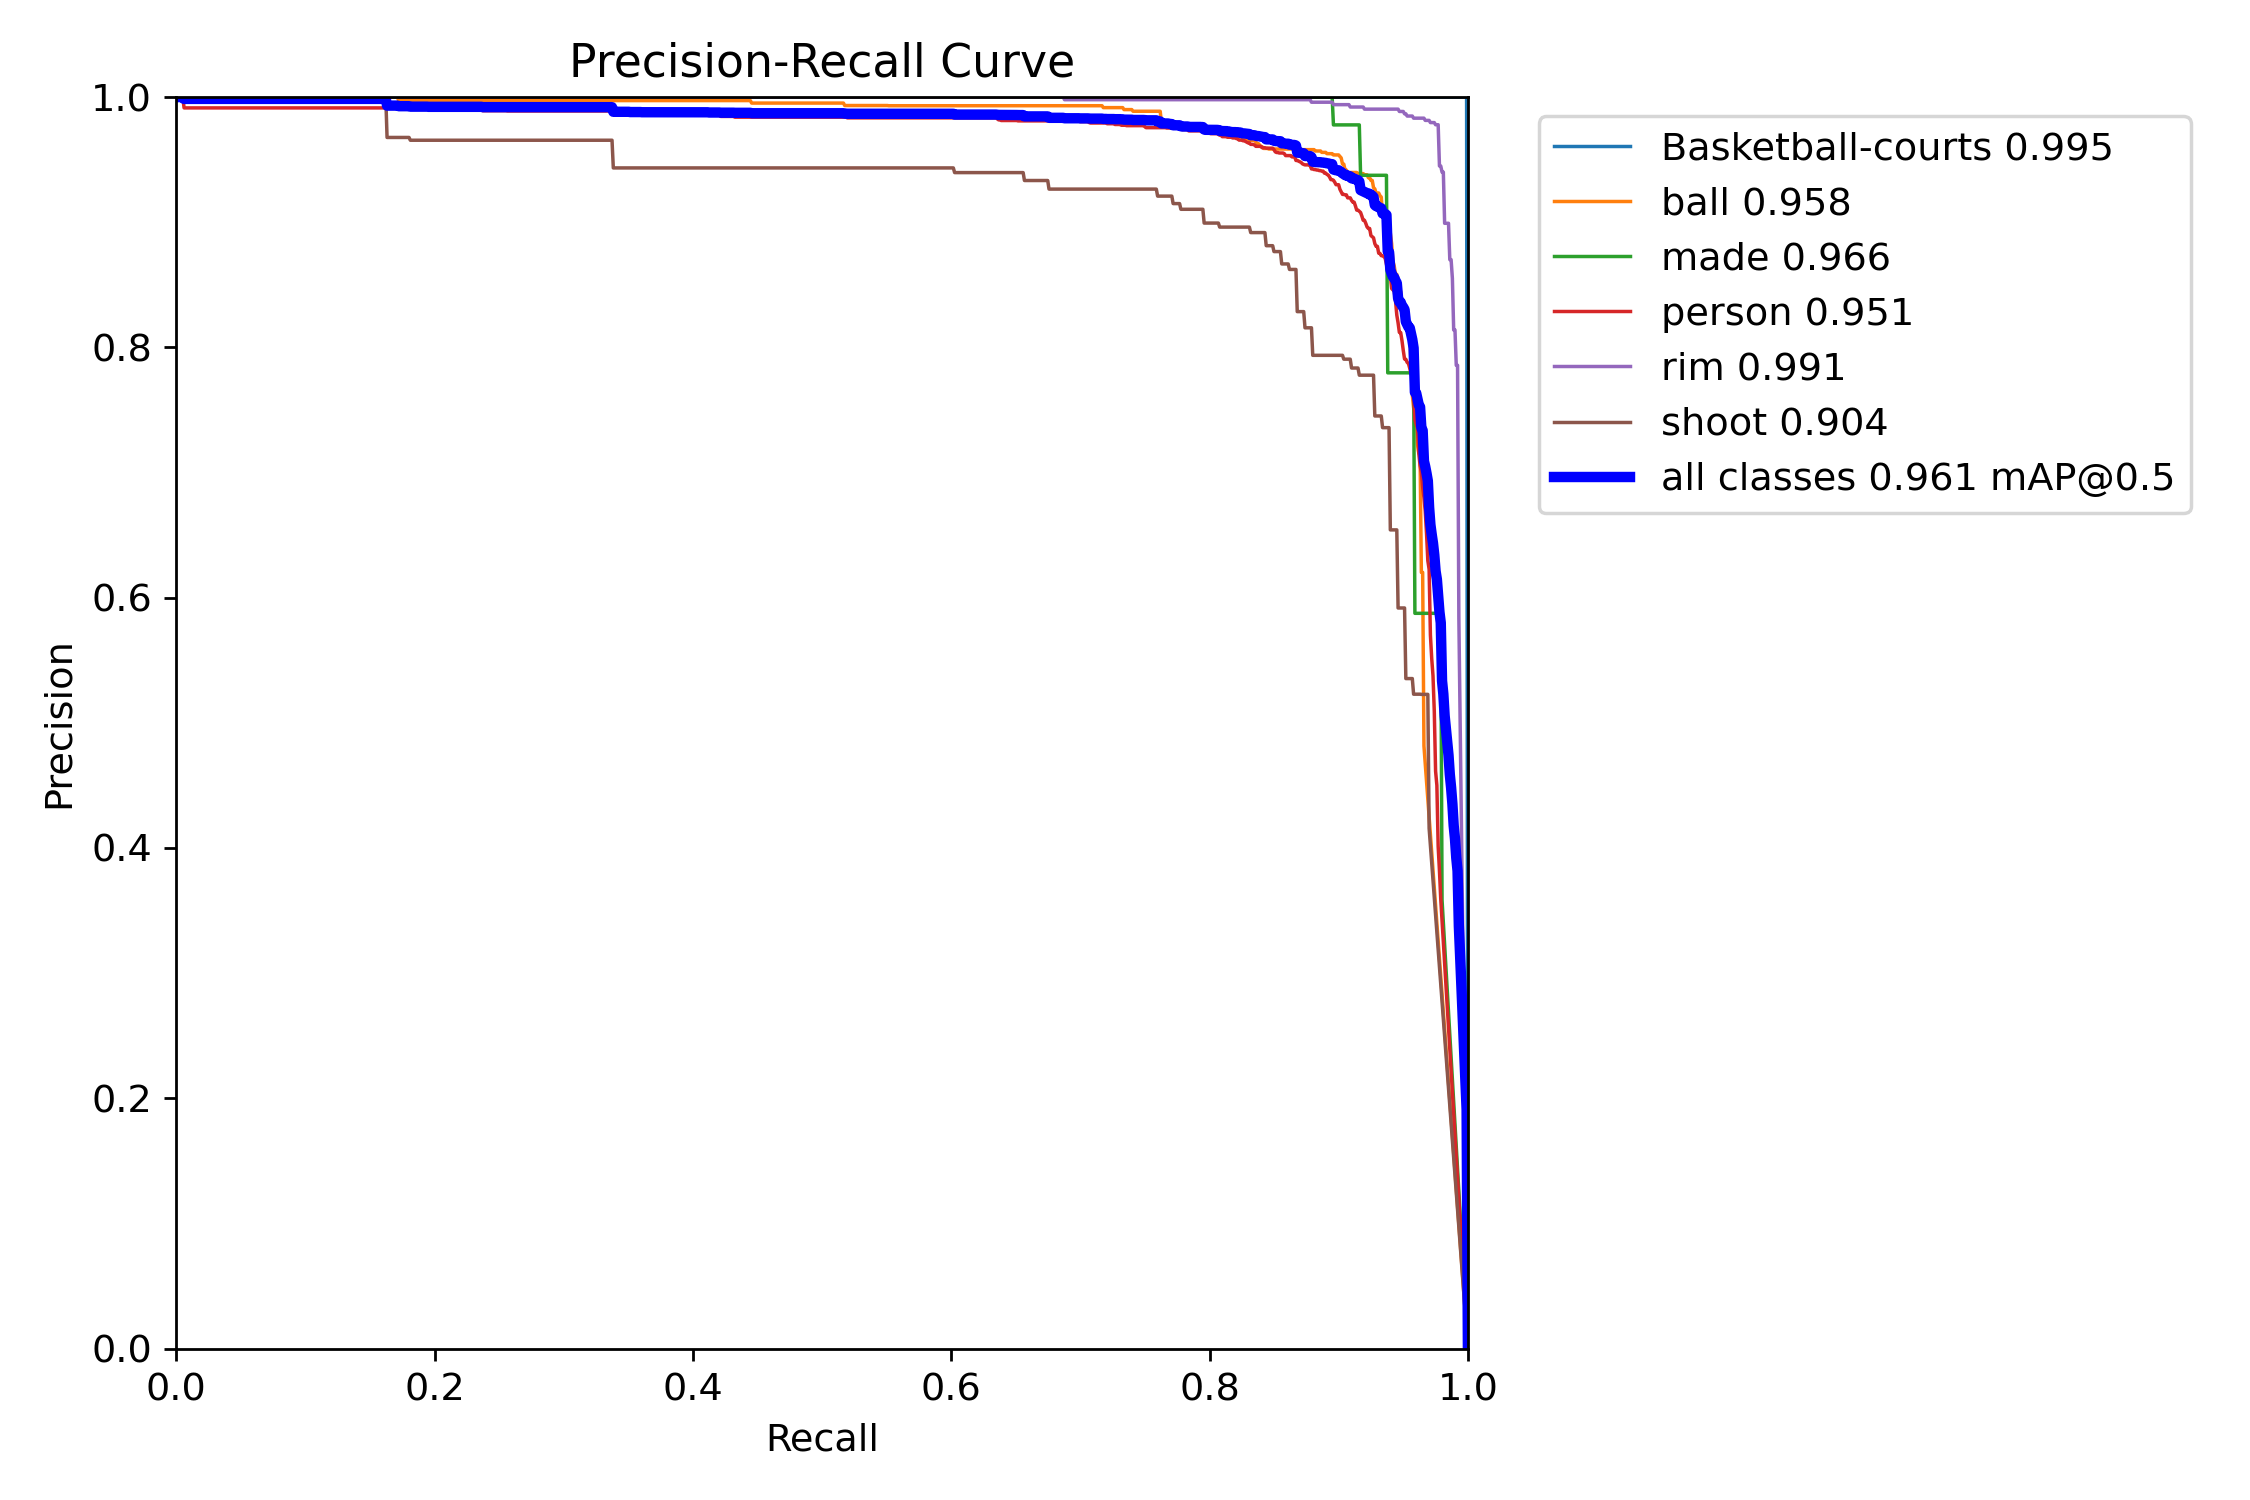 Precision-Recall Curve
1.0
0.8
0.6
0.4
0.2
0.0
Precision
0.0 0.2 0.4 0.6 0.8 1.0
Recall
Basketball-courts 0.995
ball 0.958
made 0.966
person 0.951
rim 0.991
shoot 0.904
all classes 0.961 mAP@0.5